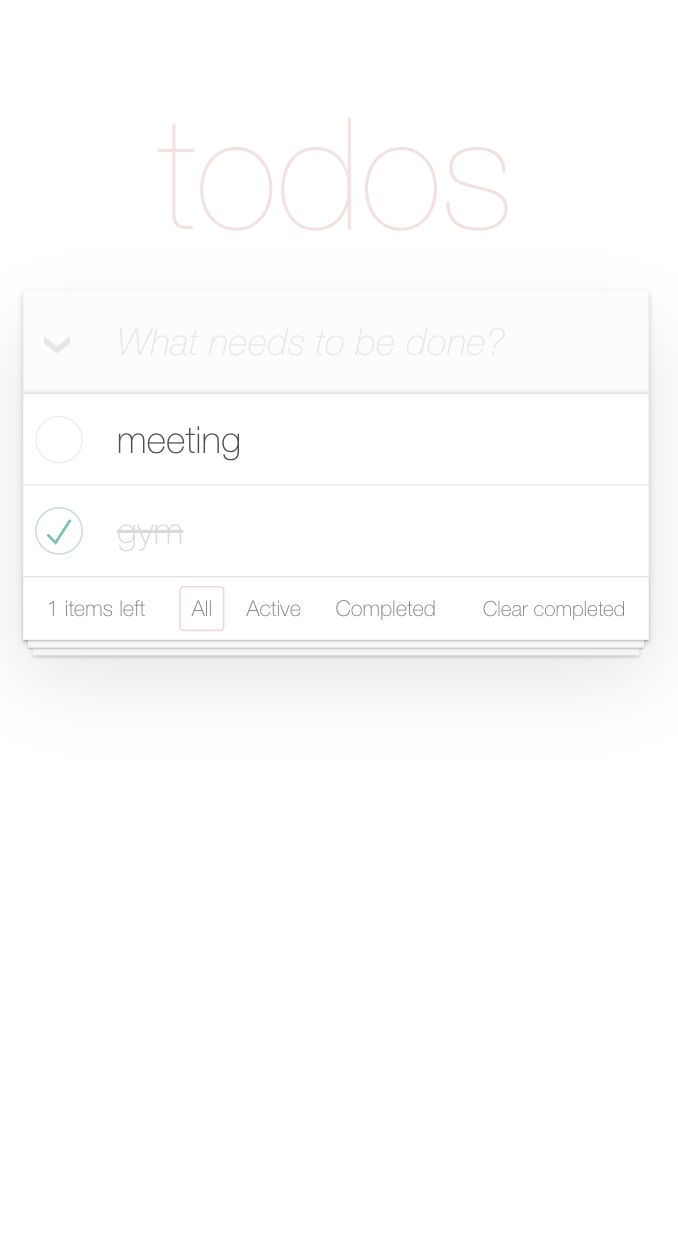 todos
What needs to be done?
meeting
gym
1 items left All Active Completed Clear completed